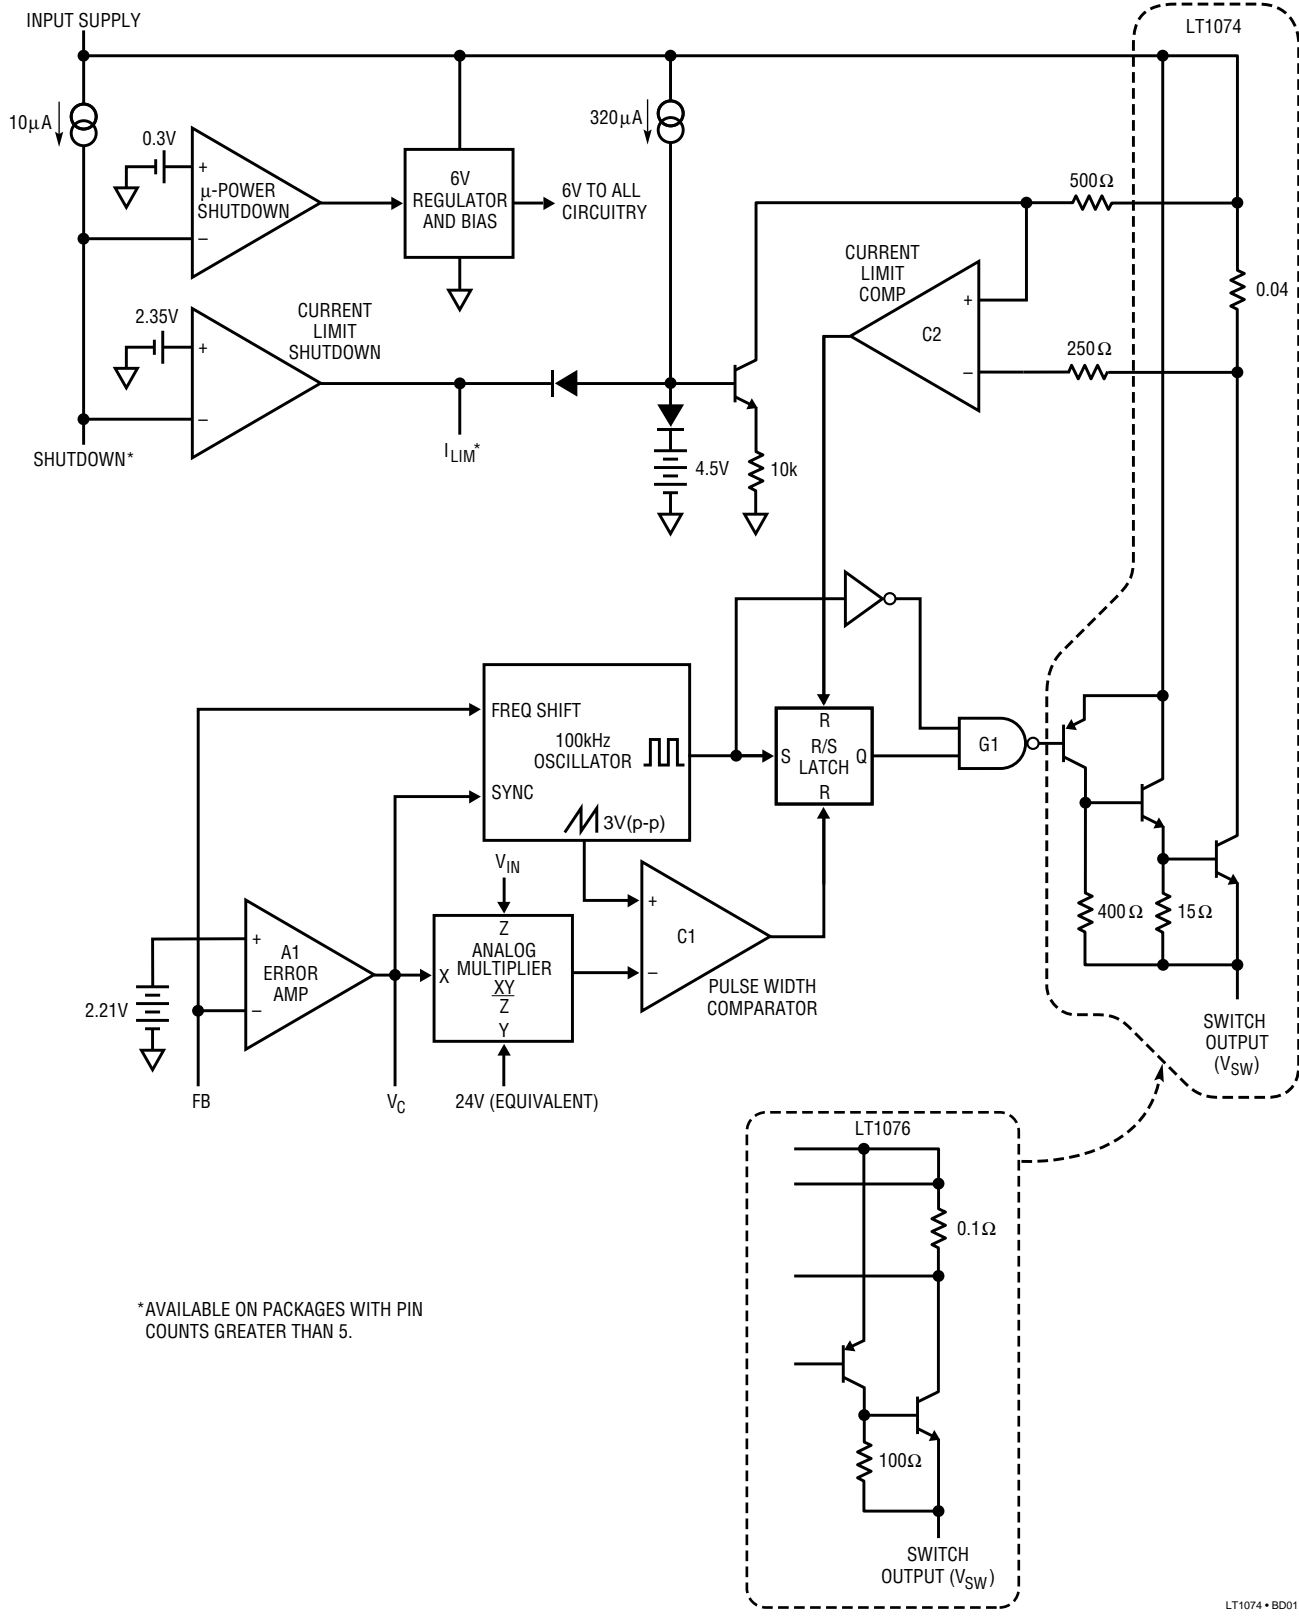 INPUT SUPPLY
LT1074
10μA
0.3V
+
μ-POWER
SHUTDOWN
–
6V
REGULATOR
AND BIAS
6V TO ALL
CIRCUITRY
320μA
500Ω
CURRENT
LIMIT
COMP
+
C2
–
0.04
250Ω
2.35V
+
–
CURRENT
LIMIT
SHUTDOWN
SHUTDOWN*
ILIM*
4.5V
10k
FREQ SHIFT
100kHz
OSCILLATOR
SYNC
3V(p-p)
R
S
R/S
LATCH
Q
R
G1
400Ω
15Ω
SWITCH
OUTPUT
(VSW)
VIN
Z
ANALOG
MULTIPLIER
XY
Z
X
Y
24V (EQUIVALENT)
+
C1
–
PULSE WIDTH
COMPARATOR
+
A1
ERROR
AMP
–
2.21V
FB
VC
LT1076
0.1Ω
100Ω
SWITCH
OUTPUT (VSW)
*AVAILABLE ON PACKAGES WITH PIN
COUNTS GREATER THAN 5.
LT1074 • BD01